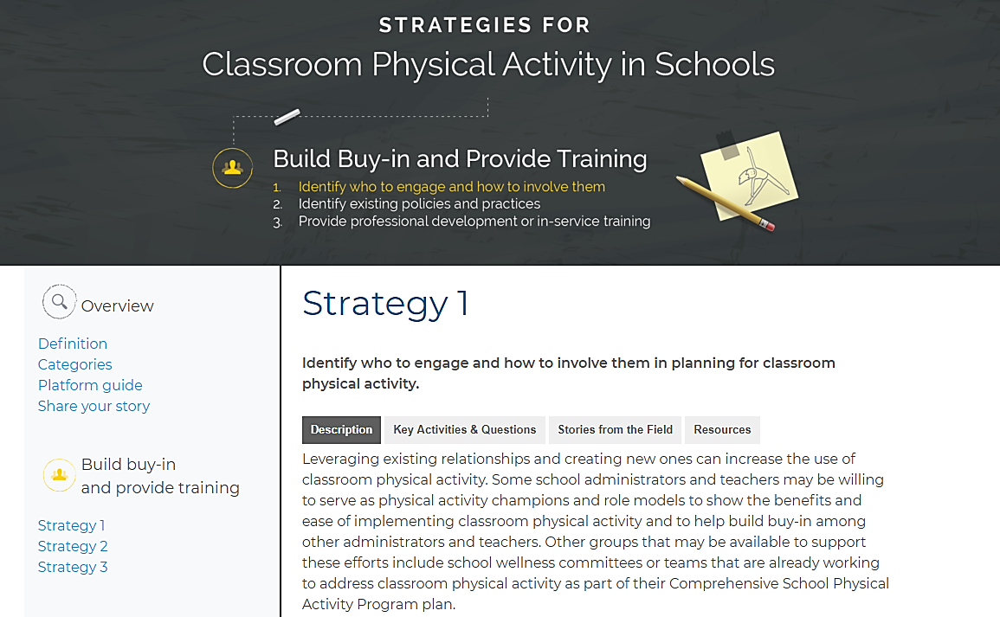 STRATEGIES FOR
Classroom Physical Activity in Schools
Build Buy-in and Provide Training
1. Identify who to engage and how to involve them
2. Identify existing policies and practices
3. Provide professional development or in-service training
Overview
Definition
Categories
Platform guide
Share your story
Build buy-in
and provide training
Strategy 1
Strategy 2
Strategy 3
Strategy 1
Identify who to engage and how to involve them in planning for classroom
physical activity.
Description Key Activities & Questions Stories from the Field Resources
Leveraging existing relationships and creating new ones can increase the use of
classroom physical activity. Some school administrators and teachers may be willing
to serve as physical activity champions and role models to show the benefits and
ease of implementing classroom physical activity and to help build buy-in among
other administrators and teachers. Other groups that may be available to support
these efforts include school wellness committees or teams that are already working
to address classroom physical activity as part of their Comprehensive School Physical
Activity Program plan.